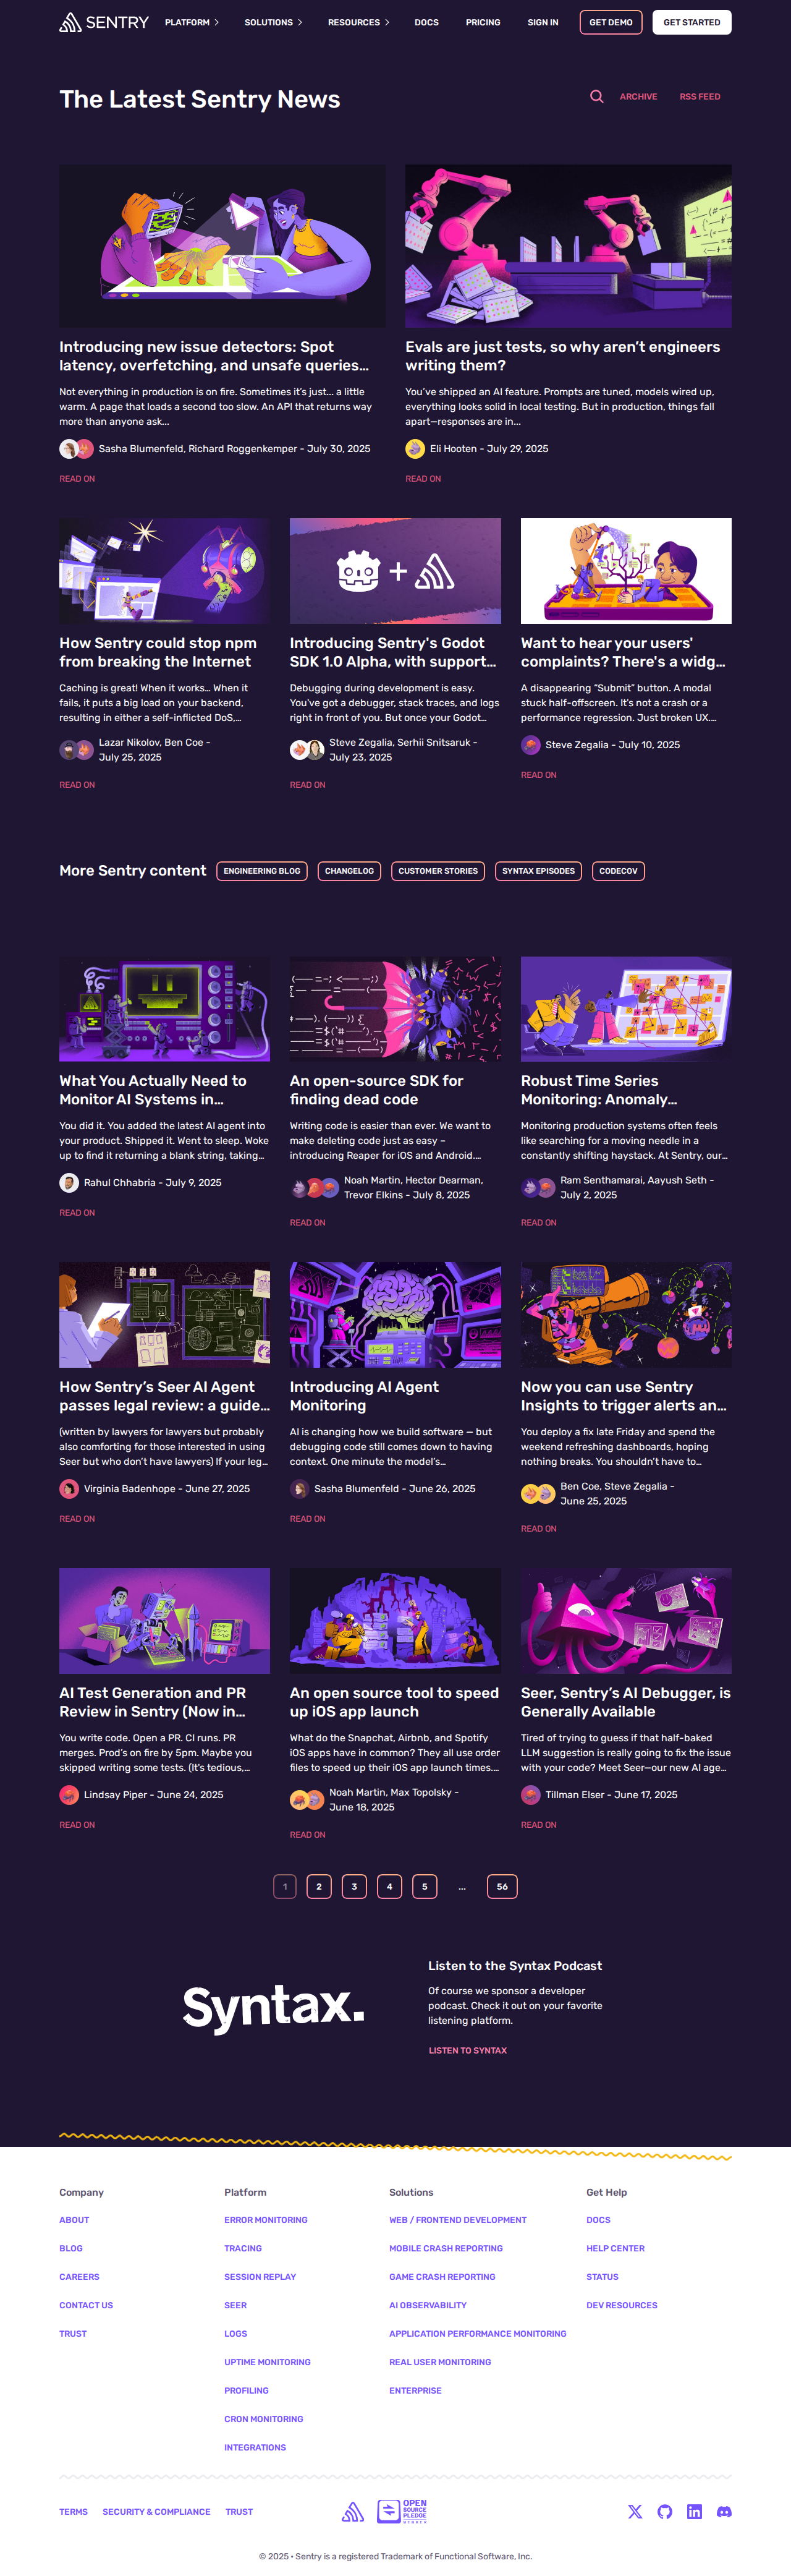 SENTRY
PLATFORM
SOLUTIONS
RESOURCES
DOCS
PRICING
SIGN IN
GET DEMO
GET STARTED
The Latest Sentry News
ARCHIVE
RSS FEED
Introducing new issue detectors: Spot
latency, overfetching, and unsafe queries…
Not everything in production is on fire. Sometimes it's just... a little
warm. A page that loads a second too slow. An API that returns way
more than anyone ask...
Sasha Blumenfeld, Richard Roggenkemper - July 30, 2025
READ ON
Evals are just tests, so why aren't engineers
writing them?
You've shipped an AI feature. Prompts are tuned, models wired up,
everything looks solid in local testing. But in production, things fall
apart—responses are in...
Eli Hooten - July 29, 2025
READ ON
How Sentry could stop npm
from breaking the Internet
Caching is great! When it works... When it
fails, it puts a big load on your backend,
resulting in either a self-inflicted DoS,…
Lazar Nikolov, Ben Coe -
July 25, 2025
READ ON
Introducing Sentry's Godot
SDK 1.0 Alpha, with support…
Debugging during development is easy.
You've got a debugger, stack traces, and logs
right in front of you. But once your Godot…
Steve Zegalia, Serhii Snitsaruk -
July 23, 2025
READ ON
Want to hear your users'
complaints? There's a widg…
A disappearing “Submit” button. A modal
stuck half-offscreen. It's not a crash or a
performance regression. Just broken UX.…
Steve Zegalia - July 10, 2025
READ ON
More Sentry content
ENGINEERING BLOG
CHANGELOG
CUSTOMER STORIES
SYNTAX EPISODES
CODECOV
What You Actually Need to
Monitor AI Systems in…
You did it. You added the latest AI agent into
your product. Shipped it. Went to sleep. Woke
up to find it returning a blank string, taking…
Rahul Chhabria - July 9, 2025
READ ON
An open-source SDK for
finding dead code
Writing code is easier than ever. We want to
make deleting code just as easy –
introducing Reaper for iOS and Android.…
Noah Martin, Hector Dearman,
Trevor Elkins - July 8, 2025
READ ON
Robust Time Series
Monitoring: Anomaly…
Monitoring production systems often feels
like searching for a moving needle in a
constantly shifting haystack. At Sentry, our…
Ram Senthamarai, Aayush Seth -
July 2, 2025
READ ON
How Sentry's Seer AI Agent
passes legal review: a guide…
(written by lawyers for lawyers but probably
also comforting for those interested in using
Seer but who don't have lawyers) If your leg…
Virginia Badenhope - June 27, 2025
READ ON
Introducing AI Agent
Monitoring
AI is changing how we build software — but
debugging code still comes down to having
context. One minute the model's…
Sasha Blumenfeld - June 26, 2025
READ ON
Now you can use Sentry
Insights to trigger alerts an…
You deploy a fix late Friday and spend the
weekend refreshing dashboards, hoping
nothing breaks. You shouldn't have to…
Ben Coe, Steve Zegalia -
June 25, 2025
READ ON
AI Test Generation and PR
Review in Sentry (Now in…
You write code. Open a PR. CI runs. PR
merges. Prod's on fire by 5pm. Maybe you
skipped writing some tests. (It's tedious,…
Lindsay Piper - June 24, 2025
READ ON
An open source tool to speed
up iOS app launch
What do the Snapchat, Airbnb, and Spotify
iOS apps have in common? They all use order
files to speed up their iOS app launch times.…
Noah Martin, Max Topolsky -
June 18, 2025
READ ON
Seer, Sentry's AI Debugger, is
Generally Available
Tired of trying to guess if that half-baked
LLM suggestion is really going to fix the issue
with your code? Meet Seer—our new AI age…
Tillman Elser - June 17, 2025
READ ON
1 2 3 4 5 ... 56
Syntax.
Listen to the Syntax Podcast
Of course we sponsor a developer
podcast. Check it out on your favorite
listening platform.
LISTEN TO SYNTAX
Company
ABOUT
BLOG
CAREERS
CONTACT US
TRUST
Platform
ERROR MONITORING
TRACING
SESSION REPLAY
SEER
LOGS
UPTIME MONITORING
PROFILING
CRON MONITORING
INTEGRATIONS
Solutions
WEB / FRONTEND DEVELOPMENT
MOBILE CRASH REPORTING
GAME CRASH REPORTING
AI OBSERVABILITY
APPLICATION PERFORMANCE MONITORING
REAL USER MONITORING
ENTERPRISE
Get Help
DOCS
HELP CENTER
STATUS
DEV RESOURCES
TERMS
SECURITY & COMPLIANCE
TRUST
OPEN
SOURCE
PLEDGE
MEMBER
© 2025 • Sentry is a registered Trademark of Functional Software, Inc.